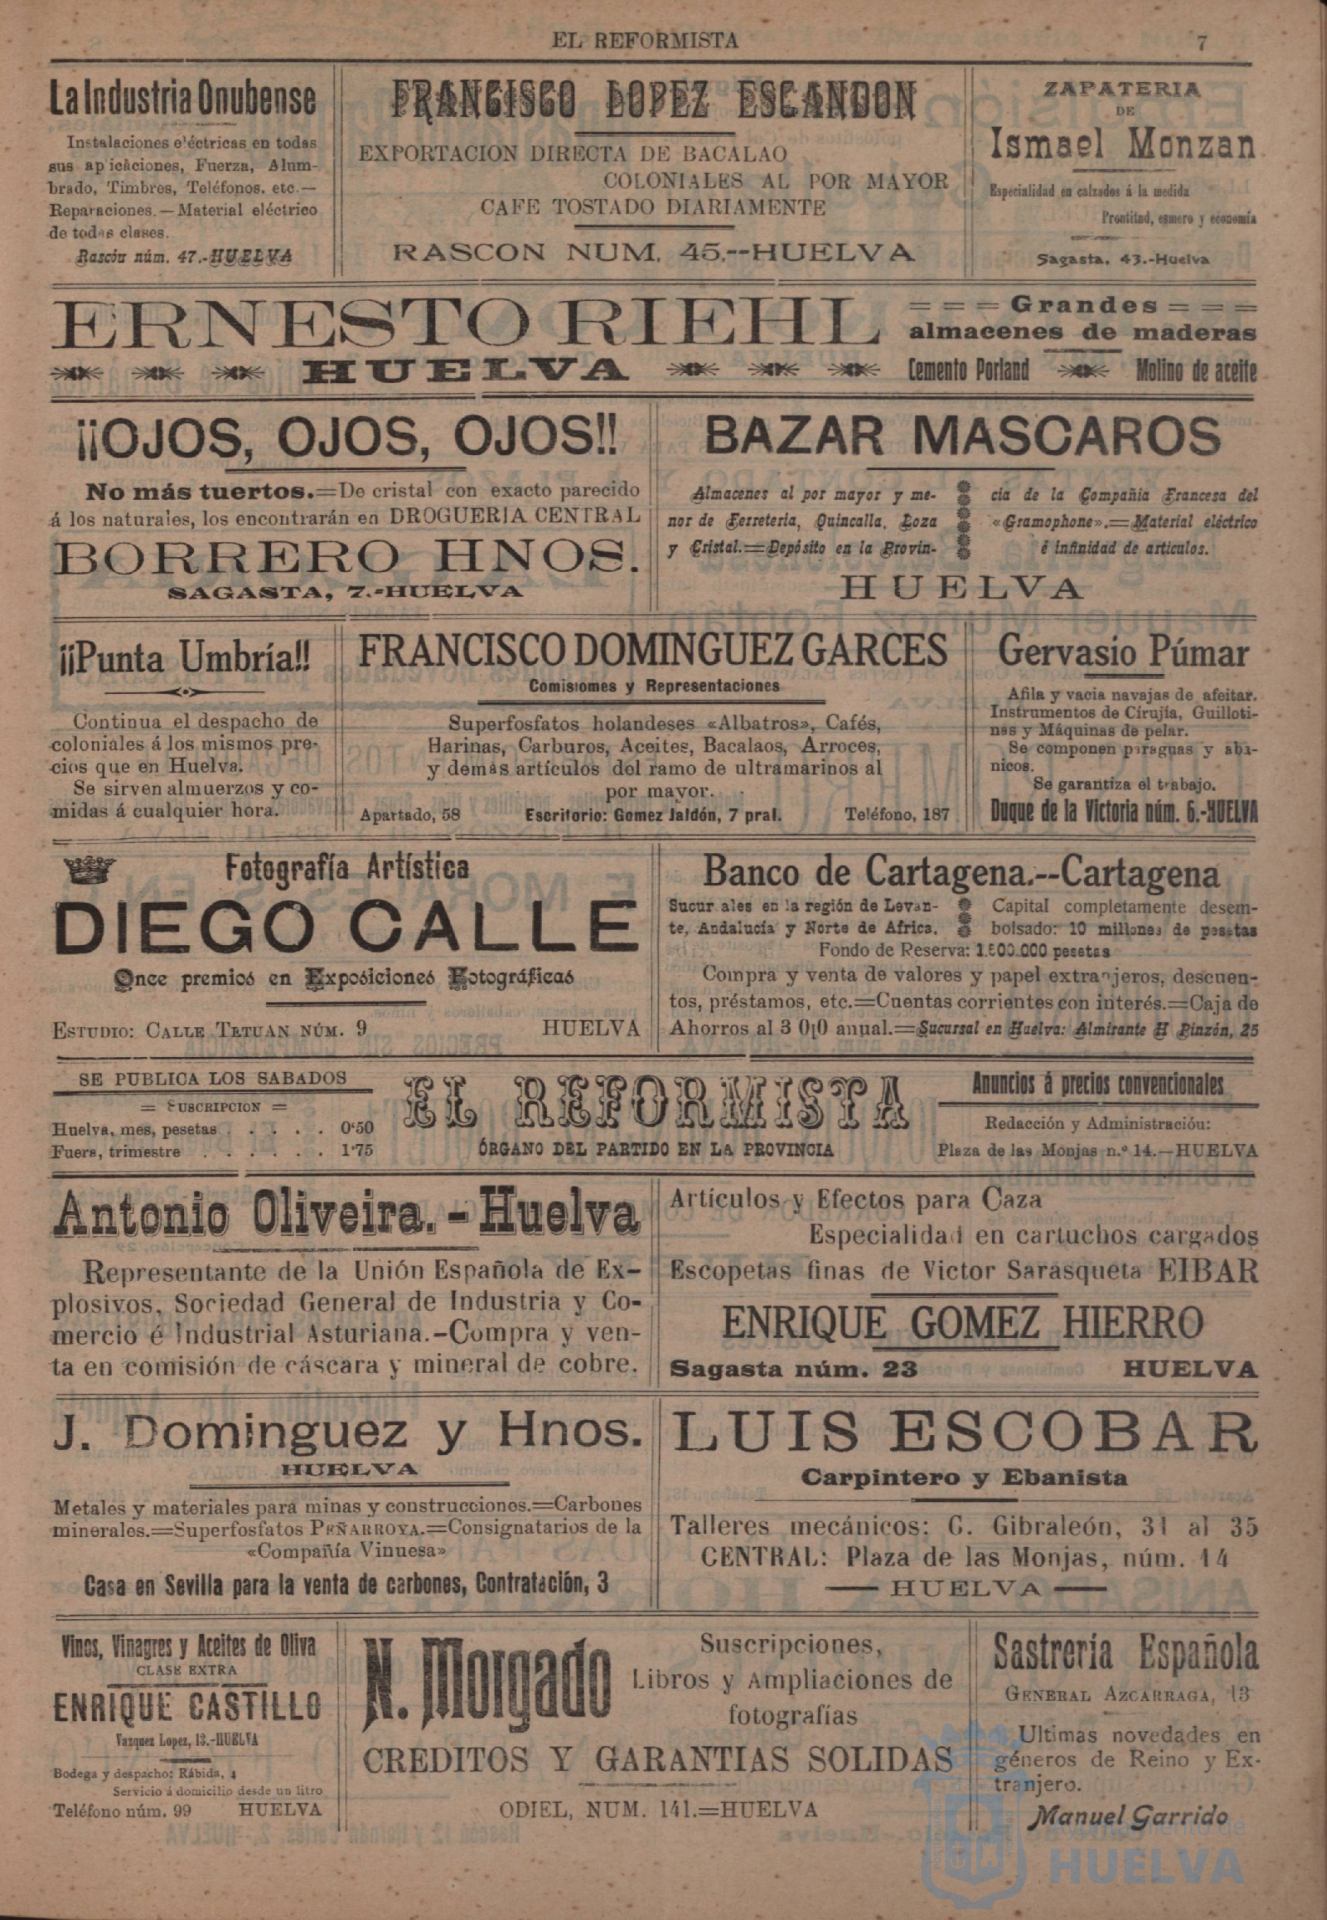 EL REFORMISTA
7
La Industria Onubense
Instalaciones eléctricas en todas
sus apicaciones, Fuerza, Alum-
brado, Timbres, Teléfonos, etc.—
Reparaciones.—Material eléctrico
de todas clases.
Rascón núm. 47.-HUELVA
FRANCISCO LOPEZ ESCANDON
EXPORTACION DIRECTA DE BACALAO
COLONIALES AL POR MAYOR
CAFE TOSTADO DIARIAMENTE
RASCON NUM. 45.--HUELVA
ZAPATERIA
DE
Ismael Monzan
Especialidad en calzados á la medida
Prontitud, esmero y economía
Sagasta, 43.-Huelva
ERNESTO RIEHL
HUELVA
= = = Grandes = = =
almacenes de maderas
Cemento Porland
Molino de aceite
¡¡OJOS, OJOS, OJOS!!
No más tuertos.=De cristal con exacto parecido
á los naturales, los encontrarán en DROGUERIA CENTRAL
BORRERO HNOS.
SAGASTA, 7.-HUELVA
BAZAR MASCAROS
Almacenes al por mayor y me-
nor de Ferretería, Quincalla, Loza
y Cristal.=Depósito en la Provin-
cia de la Compañia Francesa del
«Gramophone».=Material eléctrico
é infinidad de articulos.
HUELVA
¡¡Punta Umbría!!
Continua el despacho de
coloniales á los mismos pre-
cios que en Huelva.
Se sirven almuerzos y co-
midas á cualquier hora.
FRANCISCO DOMINGUEZ GARCES
Comisiomes y Representaciones
Superfosfatos holandeses «Albatros», Cafés,
Harinas, Carburos, Aceites, Bacalaos, Arroces,
y demás artículos del ramo de ultramarinos al
por mayor.
Apartado, 58
Escritorio: Gomez Jaldón, 7 pral.
Teléfono, 187
Gervasio Púmar
Afila y vacia navajas de afeitar.
Instrumentos de Cirujía, Guilloti-
nas y Máquinas de pelar.
Se componen paraguas y aba-
nicos.
Se garantiza el trabajo.
Duque de la Victoria núm. 6.-HUELVA
Fotografía Artística
DIEGO CALLE
Once premios en Exposiciones Fotográficas
ESTUDIO: CALLE TETUAN NÚM. 9
HUELVA
Banco de Cartagena.--Cartagena
Sucur ales en la región de Levan-
te, Andalucía y Norte de Africa.
Capital completamente desem-
bolsado: 10 millones de pesetas
Fondo de Reserva: 1.500.000 pesetas
Compra y venta de valores y papel extranjeros, descuen-
tos, préstamos, etc.=Cuentas corrientes con interés.=Caja de
Ahorros al 3 0¡0 anual.=Sucursal en Huelva: Almirante H Pinzón, 25
SE PUBLICA LOS SABADOS
= SUSCRIPCION =
Huelva, mes, pesetas . . . . . 0'50
Fuera, trimestre . . . . . . 1'75
EL REFORMISTA
ÓRGANO DEL PARTIDO EN LA PROVINCIA
Anuncios á precios convencionales
Redacción y Administración:
Plaza de las Monjas n.º 14.—HUELVA
Antonio Oliveira.-Huelva
Representante de la Unión Española de Ex-
plosivos, Sociedad General de Industria y Co-
mercio é Industrial Asturiana.-Compra y ven-
ta en comisión de cáscara y mineral de cobre.
Artículos y Efectos para Caza
Especialidad en cartuchos cargados
Escopetas finas de Victor Sarasqueta EIBAR
ENRIQUE GOMEZ HIERRO
Sagasta núm. 23
HUELVA
J. Dominguez y Hnos.
HUELVA
Metales y materiales para minas y construcciones.=Carbones
minerales.=Superfosfatos PEÑARROYA.=Consignatarios de la
«Compañía Vinuesa»
Casa en Sevilla para la venta de carbones, Contratación, 3
LUIS ESCOBAR
Carpintero y Ebanista
Talleres mecánicos: C. Gibraleón, 31 al 35
CENTRAL: Plaza de las Monjas, núm. 14
—HUELVA—
Vinos, Vinagres y Aceites de Oliva
CLASE EXTRA
ENRIQUE CASTILLO
Vazquez Lopez, 13.-HUELVA
Bodega y despacho: Rábida, 4
Servicio á domicilio desde un litro
Teléfono núm. 99
HUELVA
N. Morgado
Suscripciones,
Libros y Ampliaciones de
fotografías
CREDITOS Y GARANTIAS SOLIDAS
ODIEL, NUM. 141.=HUELVA
Sastrería Española
GENERAL AZCARRAGA, 13
Ultimas novedades en
géneros de Reino y Ex-
tranjero.
Manuel Garrido
HUELVA